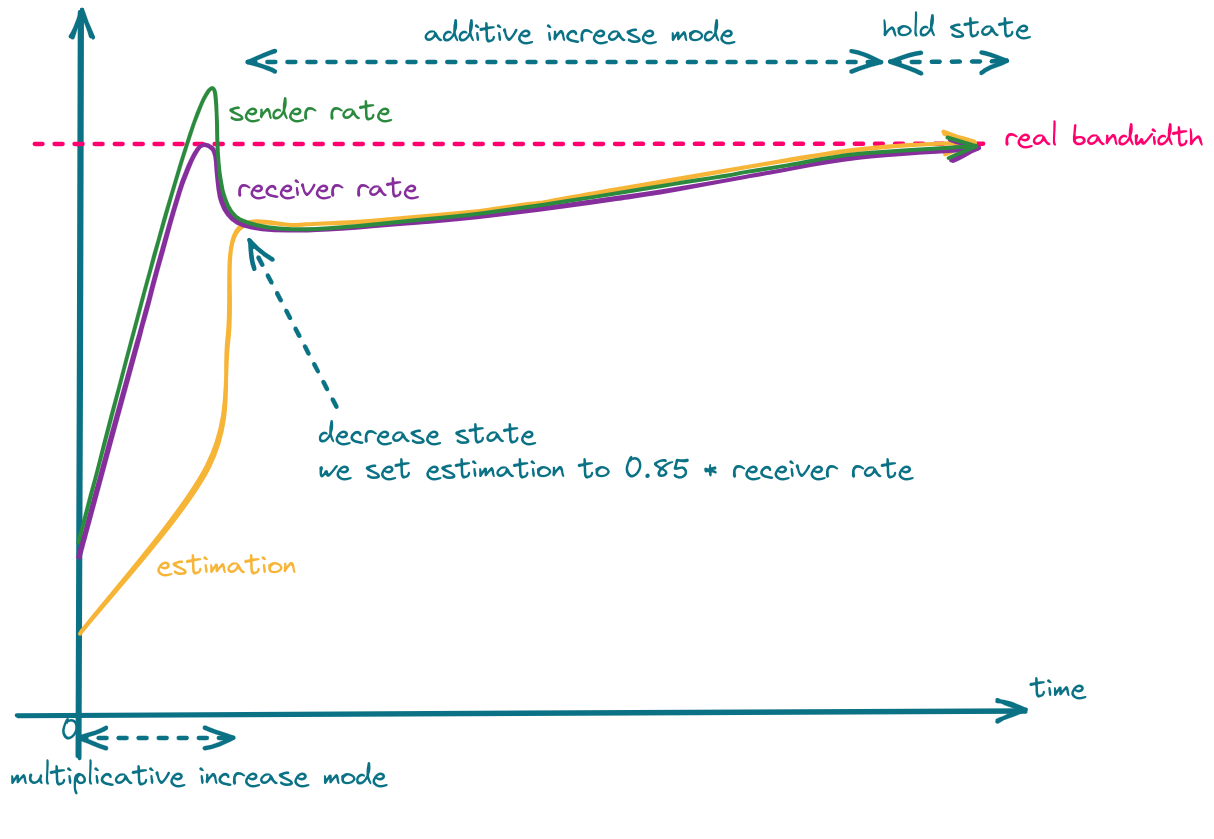 additive increase mode
hold state
sender rate
real bandwidth
receiver rate
decrease state
we set estimation to 0.85 * receiver rate
estimation
time
0
multiplicative increase mode